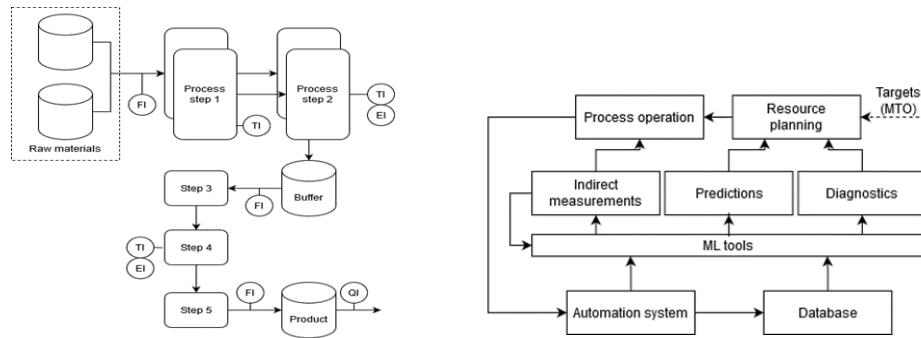 Raw materials
FI
Process
step 1
TI
Process
step 2
TI
EI
Step 3
FI
Buffer
TI
EI
Step 4
Step 5
FI
Product
QI
Process operation
Resource
planning
Targets
(MTO)
Indirect
measurements
Predictions
Diagnostics
ML tools
Automation system
Database